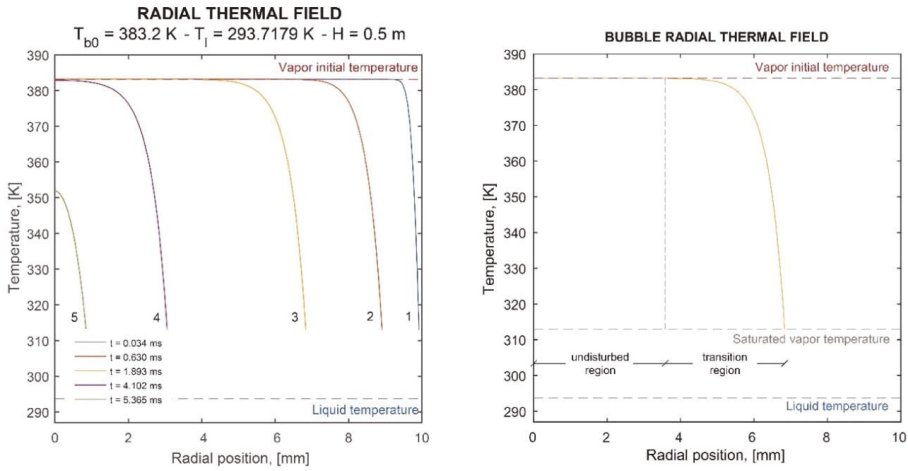 RADIAL THERMAL FIELD
T_b0 = 383.2 K - T_l = 293.7179 K - H = 0.5 m
390
380
370
360
350
340
330
320
310
300
290
Temperature, [K]
Vapor initial temperature
5
4
3
2
1
t = 0.034 ms
t = 0.630 ms
t = 1.893 ms
t = 4.102 ms
t = 5.365 ms
Liquid temperature
0 2 4 6 8 10
Radial position, [mm]
BUBBLE RADIAL THERMAL FIELD
390
380
370
360
350
340
330
320
310
300
290
Temperature, [K]
Vapor initial temperature
Saturated vapor temperature
undisturbed
region
transition
region
Liquid temperature
0 2 4 6 8 10
Radial position, [mm]